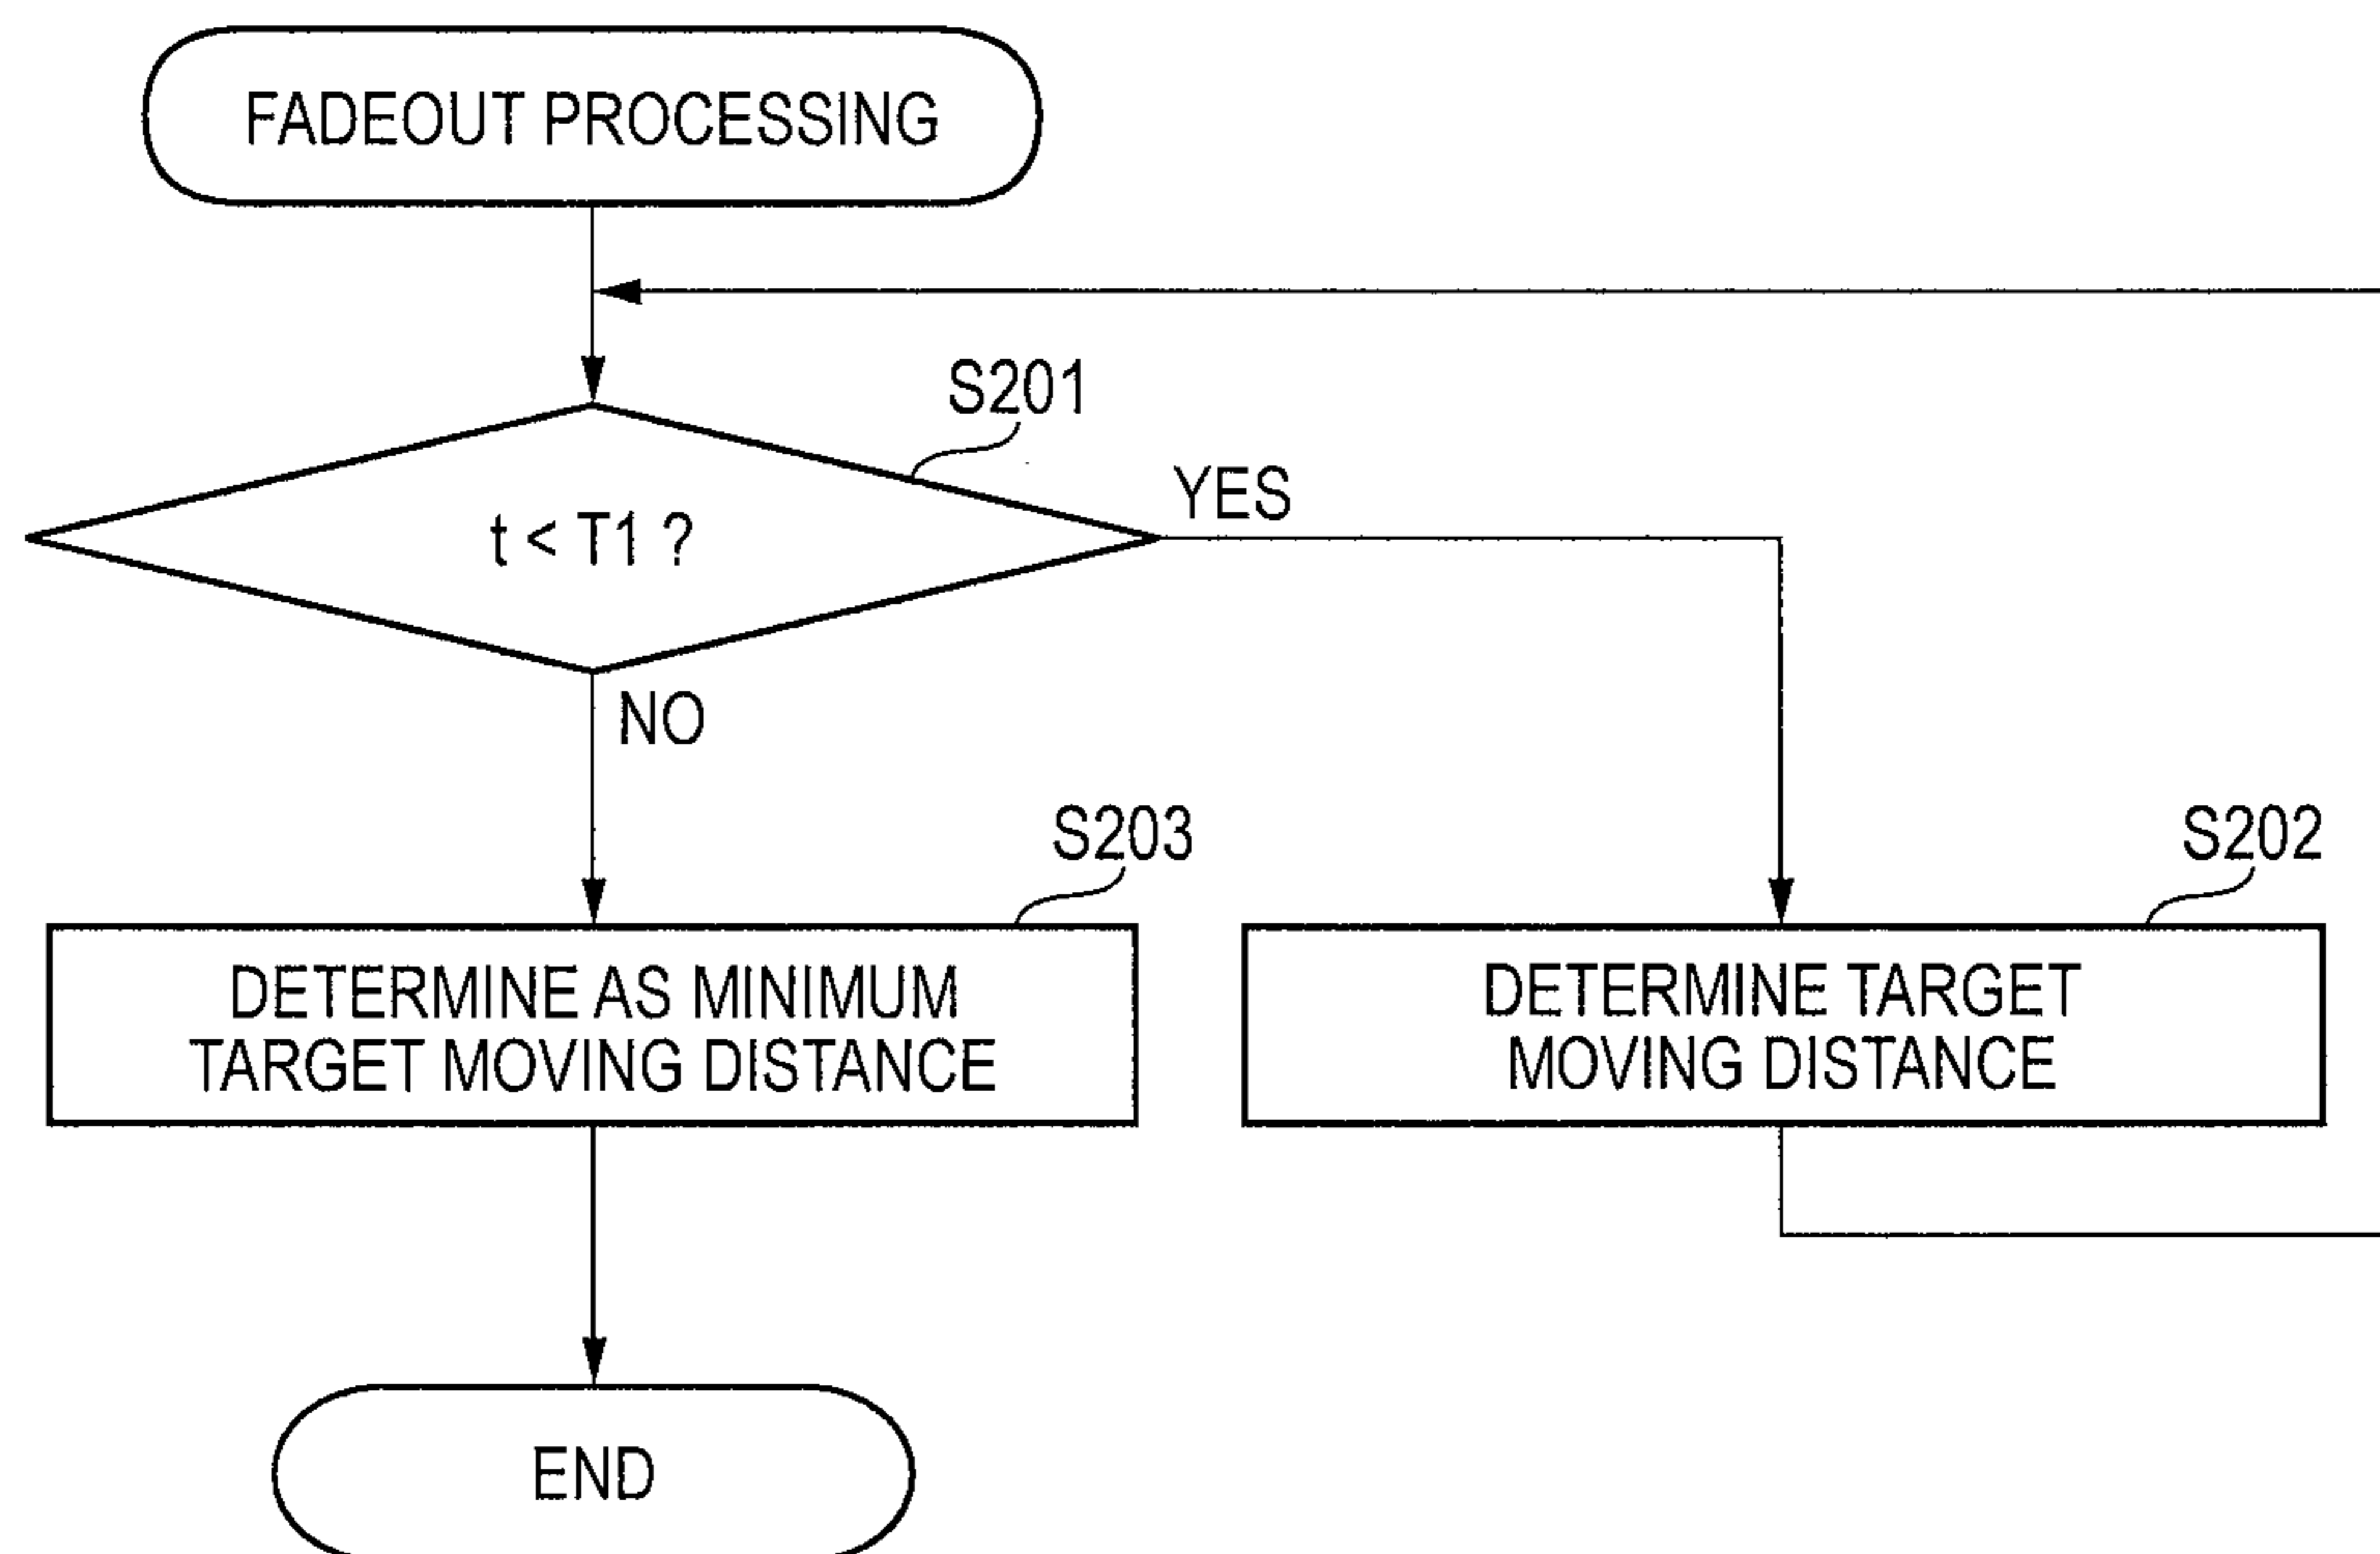 FADEOUT PROCESSING
S201
t < T1 ?
YES
NO
S203
S202
DETERMINE AS MINIMUM
TARGET MOVING DISTANCE
DETERMINE TARGET
MOVING DISTANCE
END